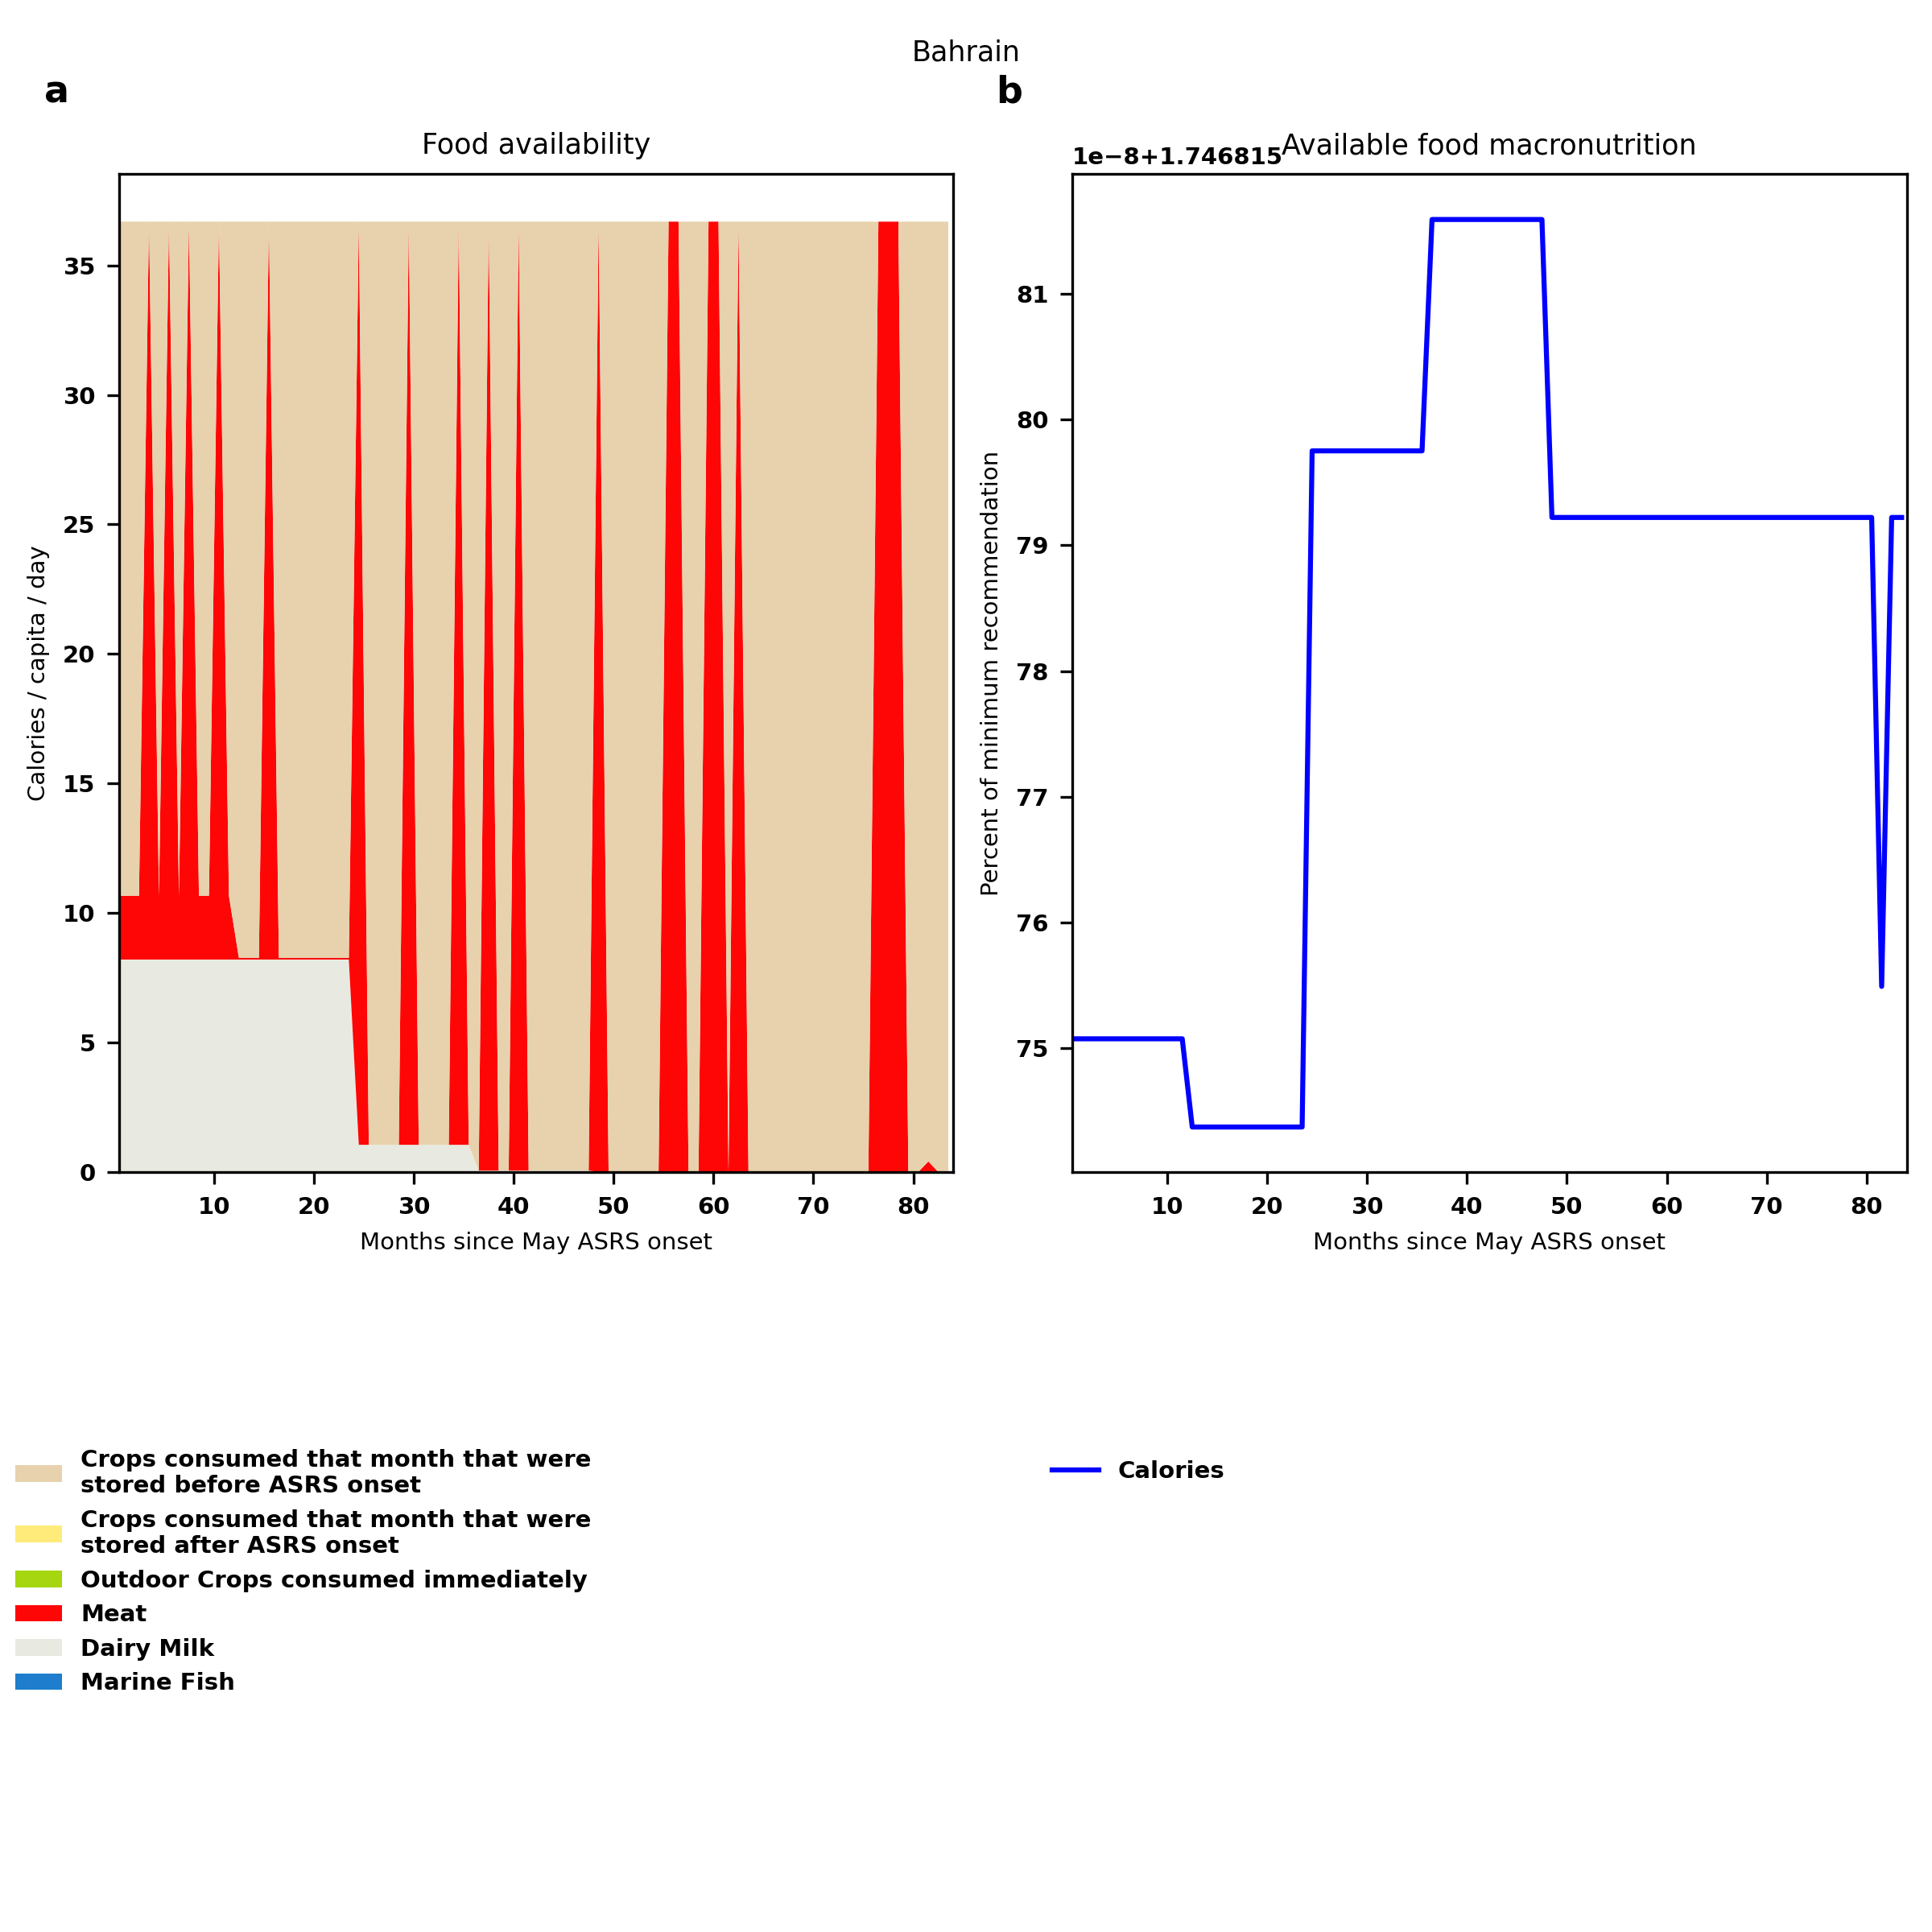 Bahrain
a
Food availability
Calories / capita / day
35
30
25
20
15
10
5
0
10 20 30 40 50 60 70 80
Months since May ASRS onset
b
Available food macronutrition
1e−8+1.746815
Percent of minimum recommendation
81
80
79
78
77
76
75
10 20 30 40 50 60 70 80
Months since May ASRS onset
Crops consumed that month that were
stored before ASRS onset
Crops consumed that month that were
stored after ASRS onset
Outdoor Crops consumed immediately
Meat
Dairy Milk
Marine Fish
Calories